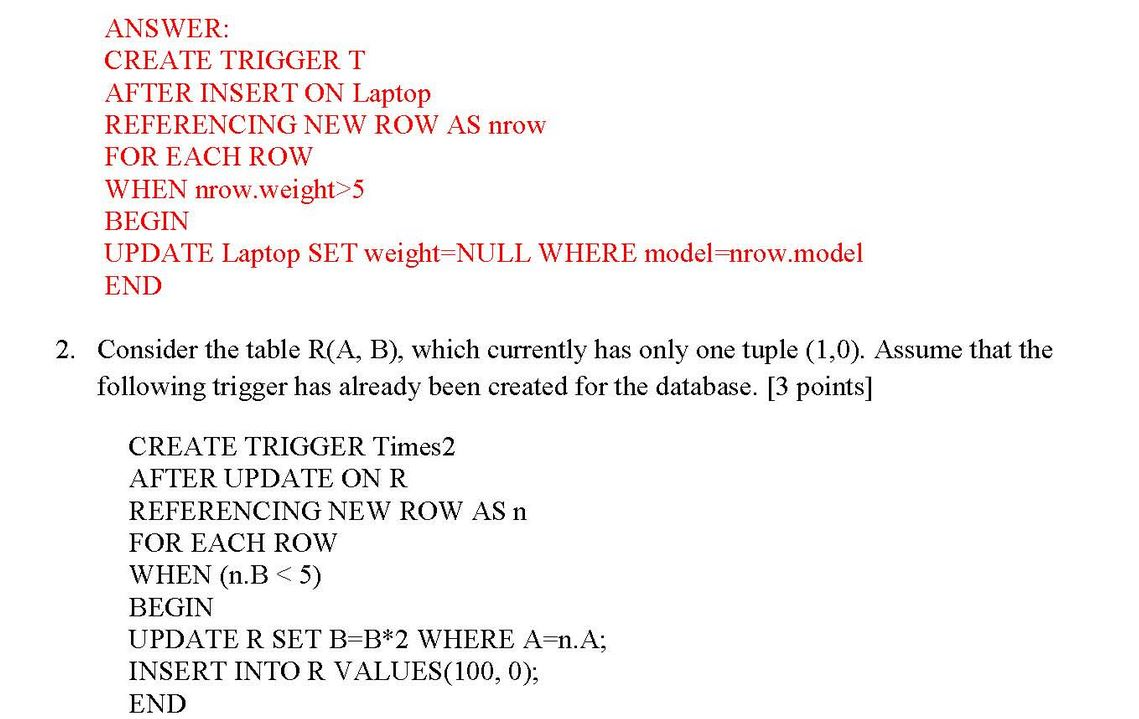 ANSWER:
CREATE TRIGGER T
AFTER INSERT ON Laptop
REFERENCING NEW ROW AS nrow
FOR EACH ROW
WHEN nrow.weight>5
BEGIN
UPDATE Laptop SET weight=NULL WHERE model=nrow.model
END
2. Consider the table R(A, B), which currently has only one tuple (1,0). Assume that the
following trigger has already been created for the database. [3 points]
CREATE TRIGGER Times2
AFTER UPDATE ON R
REFERENCING NEW ROW AS n
FOR EACH ROW
WHEN (n.B < 5)
BEGIN
UPDATE R SET B=B*2 WHERE A=n.A;
INSERT INTO R VALUES(100, 0);
END